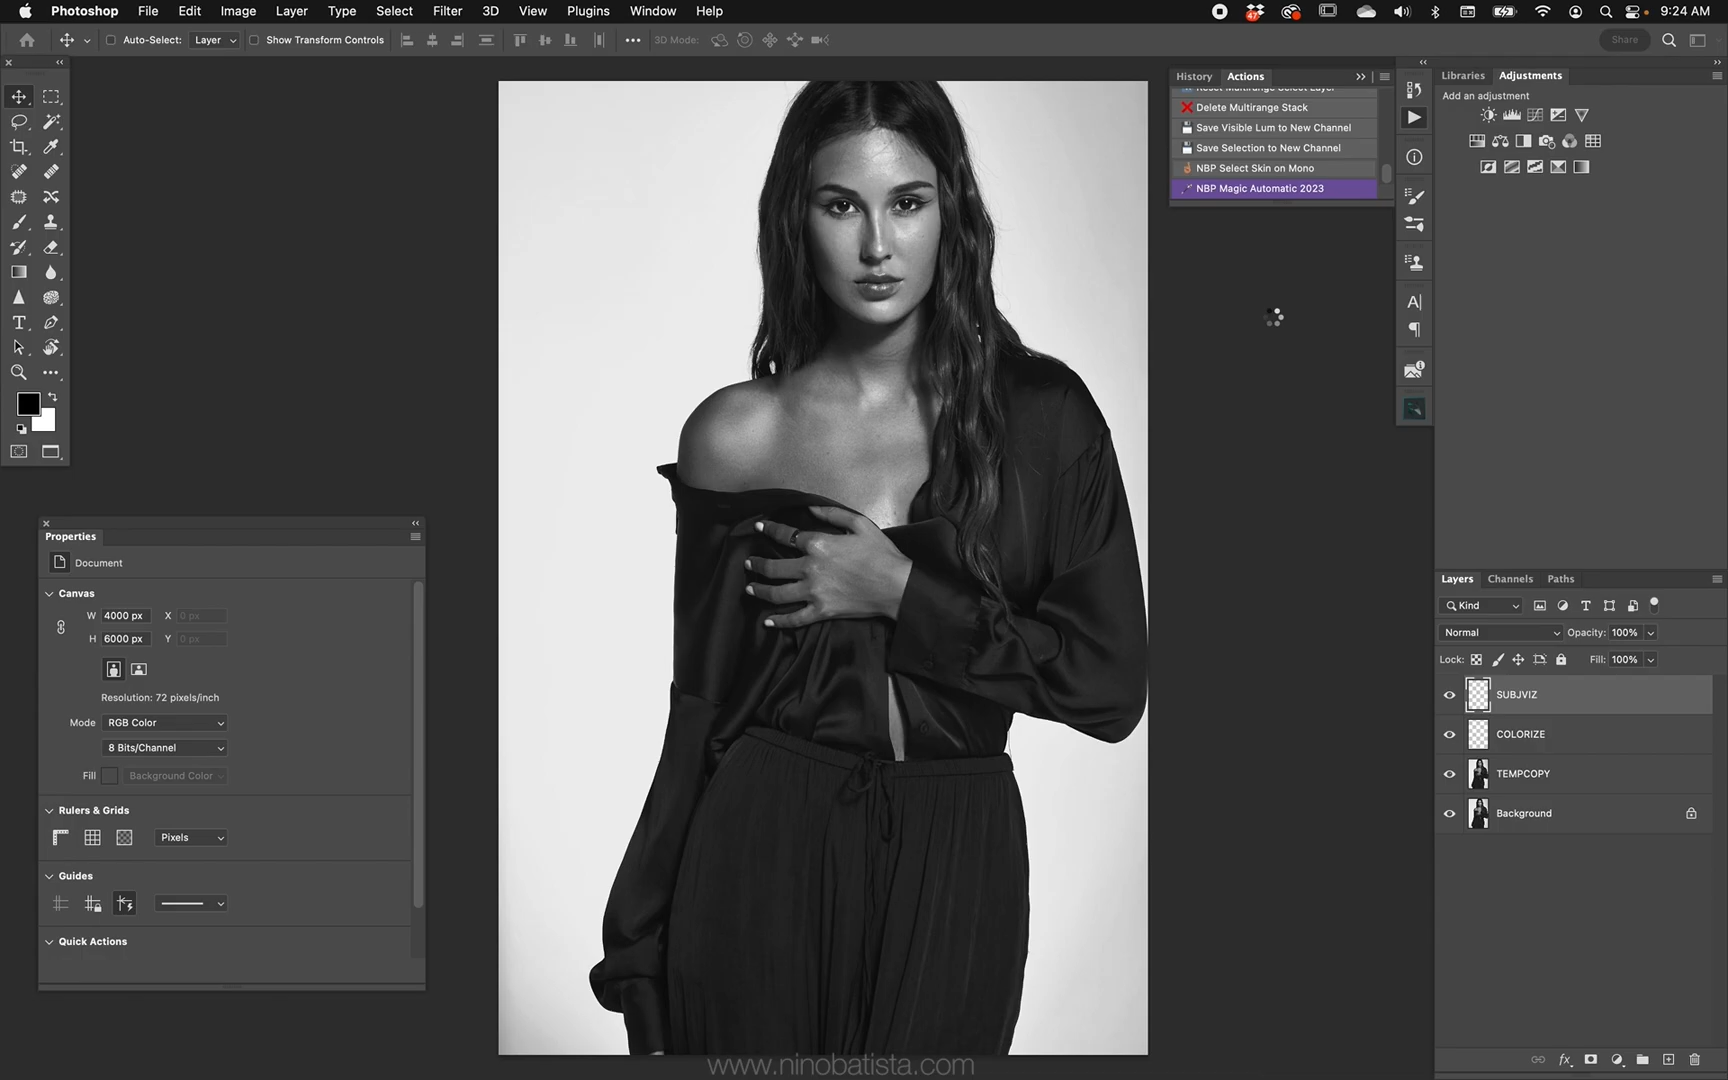 Photoshop File Edit Image Layer Type Select Filter 3D View Plugins Window Help 47 9:24 AM
Auto-Select: Layer Show Transform Controls 3D Mode: Share
History Actions
Reset Multirange Select Layer
Delete Multirange Stack
Save Visible Lum to New Channel
Save Selection to New Channel
NBP Select Skin on Mono
NBP Magic Automatic 2023
Libraries Adjustments
Add an adjustment
Properties
Document
Canvas
W 4000 px X 0 px
H 6000 px Y 0 px
Resolution: 72 pixels/inch
Mode RGB Color
8 Bits/Channel
Fill Background Color
Rulers & Grids
Pixels
Guides
Quick Actions
Layers Channels Paths
Kind
Normal Opacity: 100%
Lock: Fill: 100%
SUBJVIZ
COLORIZE
TEMPCOPY
Background
www.ninobatista.com